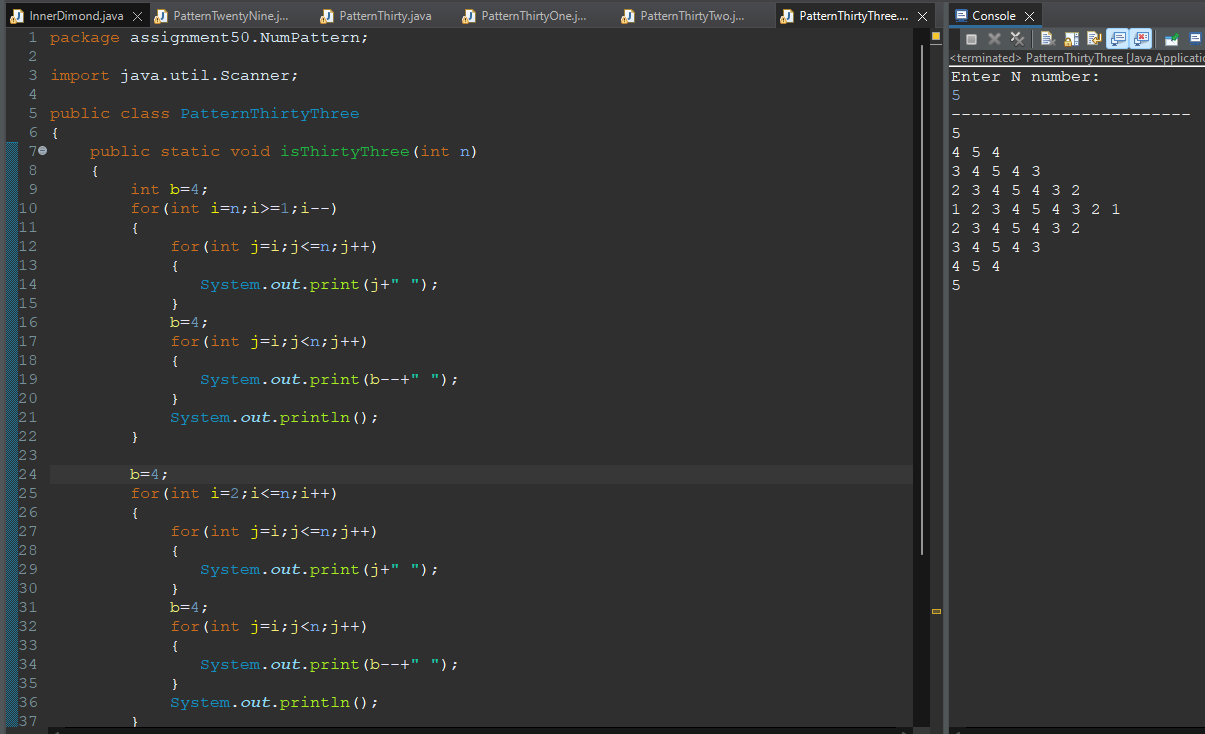 InnerDimond.java PatternTwentyNine.j... PatternThirty.java PatternThirtyOne.j... PatternThirtyTwo.j... PatternThirtyThree....
1 package assignment50.NumPattern;
2
3 import java.util.Scanner;
4
5 public class PatternThirtyThree
6 {
7 public static void isThirtyThree(int n)
8 {
9 int b=4;
10 for(int i=n;i>=1;i--)
11 {
12 for(int j=i;j<=n;j++)
13 {
14 System.out.print(j+" ");
15 }
16 b=4;
17 for(int j=i;j<n;j++)
18 {
19 System.out.print(b--+" ");
20 }
21 System.out.println();
22 }
23
24 b=4;
25 for(int i=2;i<=n;i++)
26 {
27 for(int j=i;j<=n;j++)
28 {
29 System.out.print(j+" ");
30 }
31 b=4;
32 for(int j=i;j<n;j++)
33 {
34 System.out.print(b--+" ");
35 }
36 System.out.println();
37 }
Console
<terminated> PatternThirtyThree [Java Applicatio
Enter N number:
5
------------------------
5
4 5 4
3 4 5 4 3
2 3 4 5 4 3 2
1 2 3 4 5 4 3 2 1
2 3 4 5 4 3 2
3 4 5 4 3
4 5 4
5